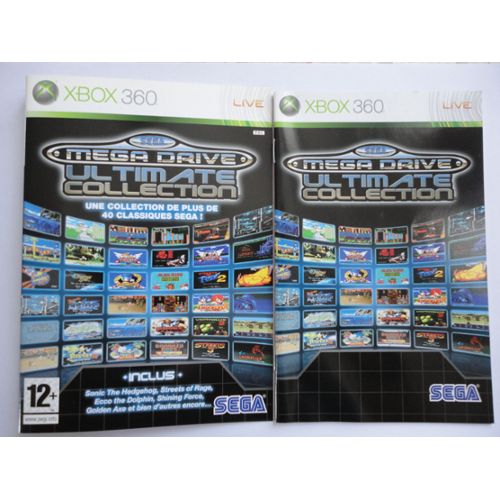 XBOX 360
LIVE
PAL
SEGA
MEGA DRIVE
ULTIMATE
COLLECTION
UNE COLLECTION DE PLUS DE
40 CLASSIQUES SEGA !
INCLUS
Sonic The Hedgehog, Streets of Rage,
Ecco the Dolphin, Shining Force,
Golden Axe et bien d'autres encore...
12+
www.pegi.info
SEGA
XBOX 360
LIVE
SEGA
MEGA DRIVE
ULTIMATE
COLLECTION
SEGA